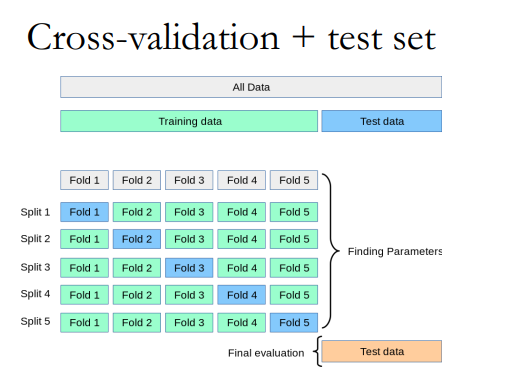 Cross-validation + test set
All Data
Training data Test data
Fold 1 Fold 2 Fold 3 Fold 4 Fold 5
Split 1 Fold 1 Fold 2 Fold 3 Fold 4 Fold 5
Split 2 Fold 1 Fold 2 Fold 3 Fold 4 Fold 5
Finding Parameters
Split 3 Fold 1 Fold 2 Fold 3 Fold 4 Fold 5
Split 4 Fold 1 Fold 2 Fold 3 Fold 4 Fold 5
Split 5 Fold 1 Fold 2 Fold 3 Fold 4 Fold 5
Final evaluation Test data